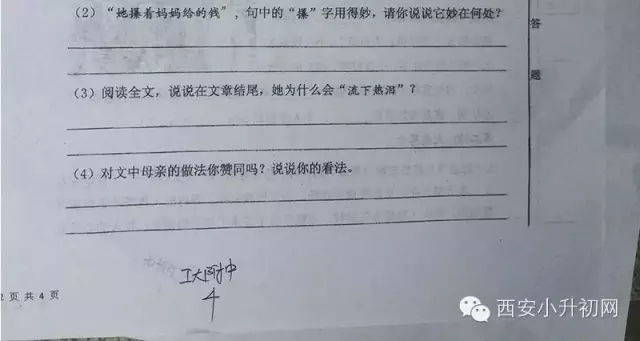 （2）“她攥着妈妈给的钱”，句中的“攥”字用得妙，请你说说它妙在何处？
答
题
（3）阅读全文，说说在文章结尾，她为什么会“流下热泪”？
（4）对文中母亲的做法你赞同吗？说说你的看法。
工大附中
4
2 页 共 4 页
西安小升初网